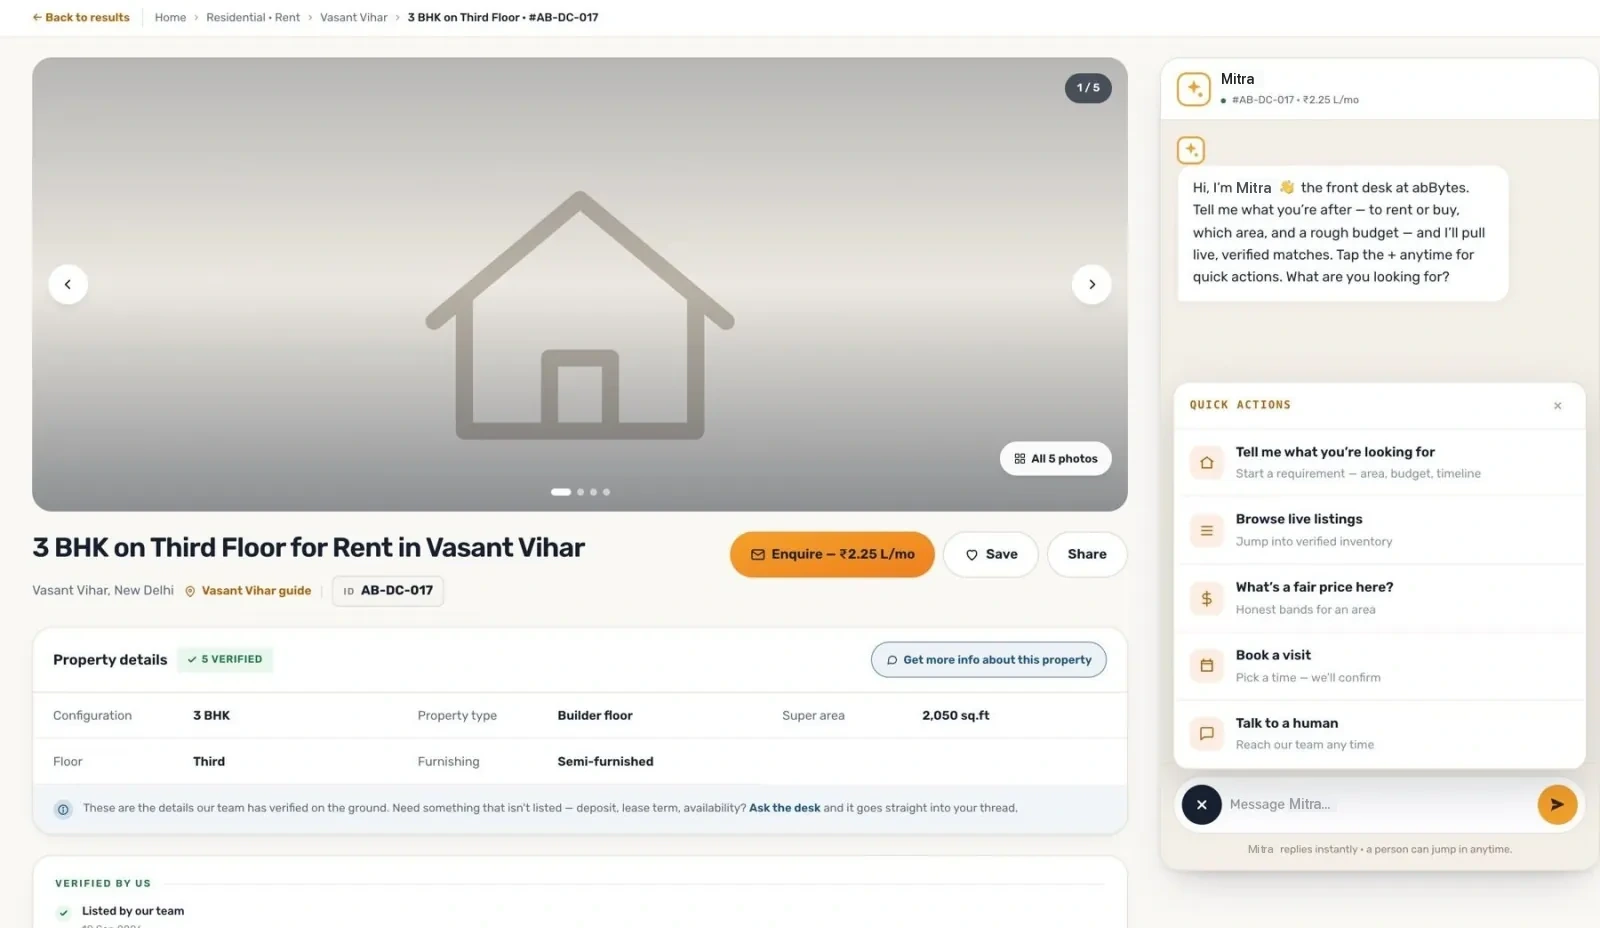 ← Back to results
Home › Residential • Rent › Vasant Vihar › 3 BHK on Third Floor • #AB-DC-017
1 / 5
All 5 photos
3 BHK on Third Floor for Rent in Vasant Vihar
Vasant Vihar, New Delhi
Vasant Vihar guide
ID AB-DC-017
Enquire – ₹2.25 L/mo
Save
Share
Property details
5 VERIFIED
Get more info about this property
Configuration 3 BHK Property type Builder floor Super area 2,050 sq.ft
Floor Third Furnishing Semi-furnished
These are the details our team has verified on the ground. Need something that isn't listed — deposit, lease term, availability? Ask the desk and it goes straight into your thread.
VERIFIED BY US
Listed by our team
Mitra
#AB-DC-017 • ₹2.25 L/mo
Hi, I'm Mitra 👋 the front desk at abBytes.
Tell me what you're after — to rent or buy,
which area, and a rough budget — and I'll pull
live, verified matches. Tap the + anytime for
quick actions. What are you looking for?
QUICK ACTIONS ×
Tell me what you're looking for
Start a requirement — area, budget, timeline
Browse live listings
Jump into verified inventory
What's a fair price here?
Honest bands for an area
Book a visit
Pick a time — we'll confirm
Talk to a human
Reach our team any time
Message Mitra...
Mitra replies instantly • a person can jump in anytime.